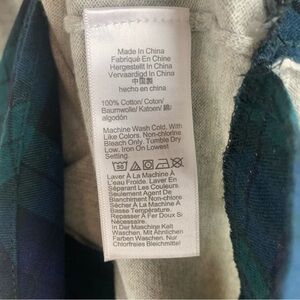 Made In China
Fabriqué En Chine
Hergestellt In China
Vervaardigd In China
中国製
hecho en china
100% Cotton/ Coton/
Baumwolle/ Katoen/ 綿/
algodón
Machine Wash Cold. With
Like Colors. Non-chlorine
Bleach Only. Tumble Dry
Low, Iron On Lowest
Setting.
30
Laver À La Machine À
L'eau Froide. Laver En
Séparant Les Couleurs
Seulement Agent De
Blanchiment Non-chlore
Sécher À La Machine À
Basse Température.
Repasser À Fer Doux Si
Nécessaire.
In Der Maschine Kalt
Waschen. Mit Ähnlichen
Farben Waschen. Nur
Chlorfreies Bleichmittel